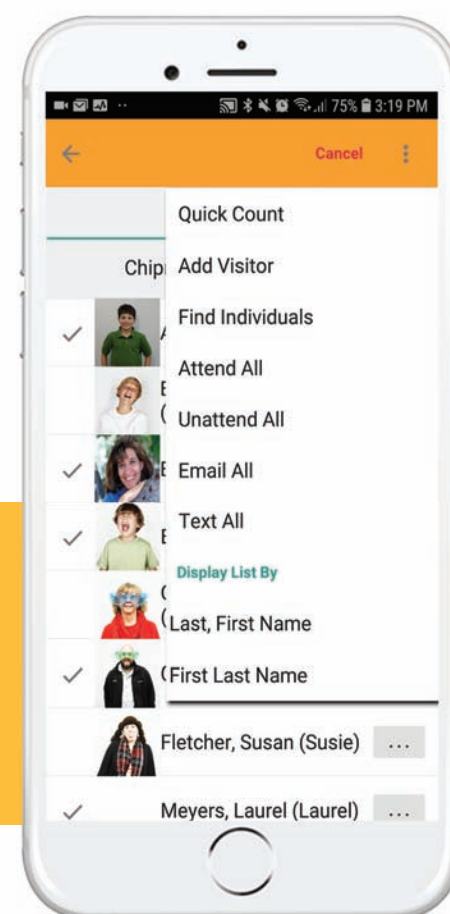 75% 3:19 PM
Cancel
Quick Count
Add Visitor
Find Individuals
Attend All
Unattend All
Email All
Text All
Display List By
Last, First Name
First Last Name
Fletcher, Susan (Susie) ...
Meyers, Laurel (Laurel) ...